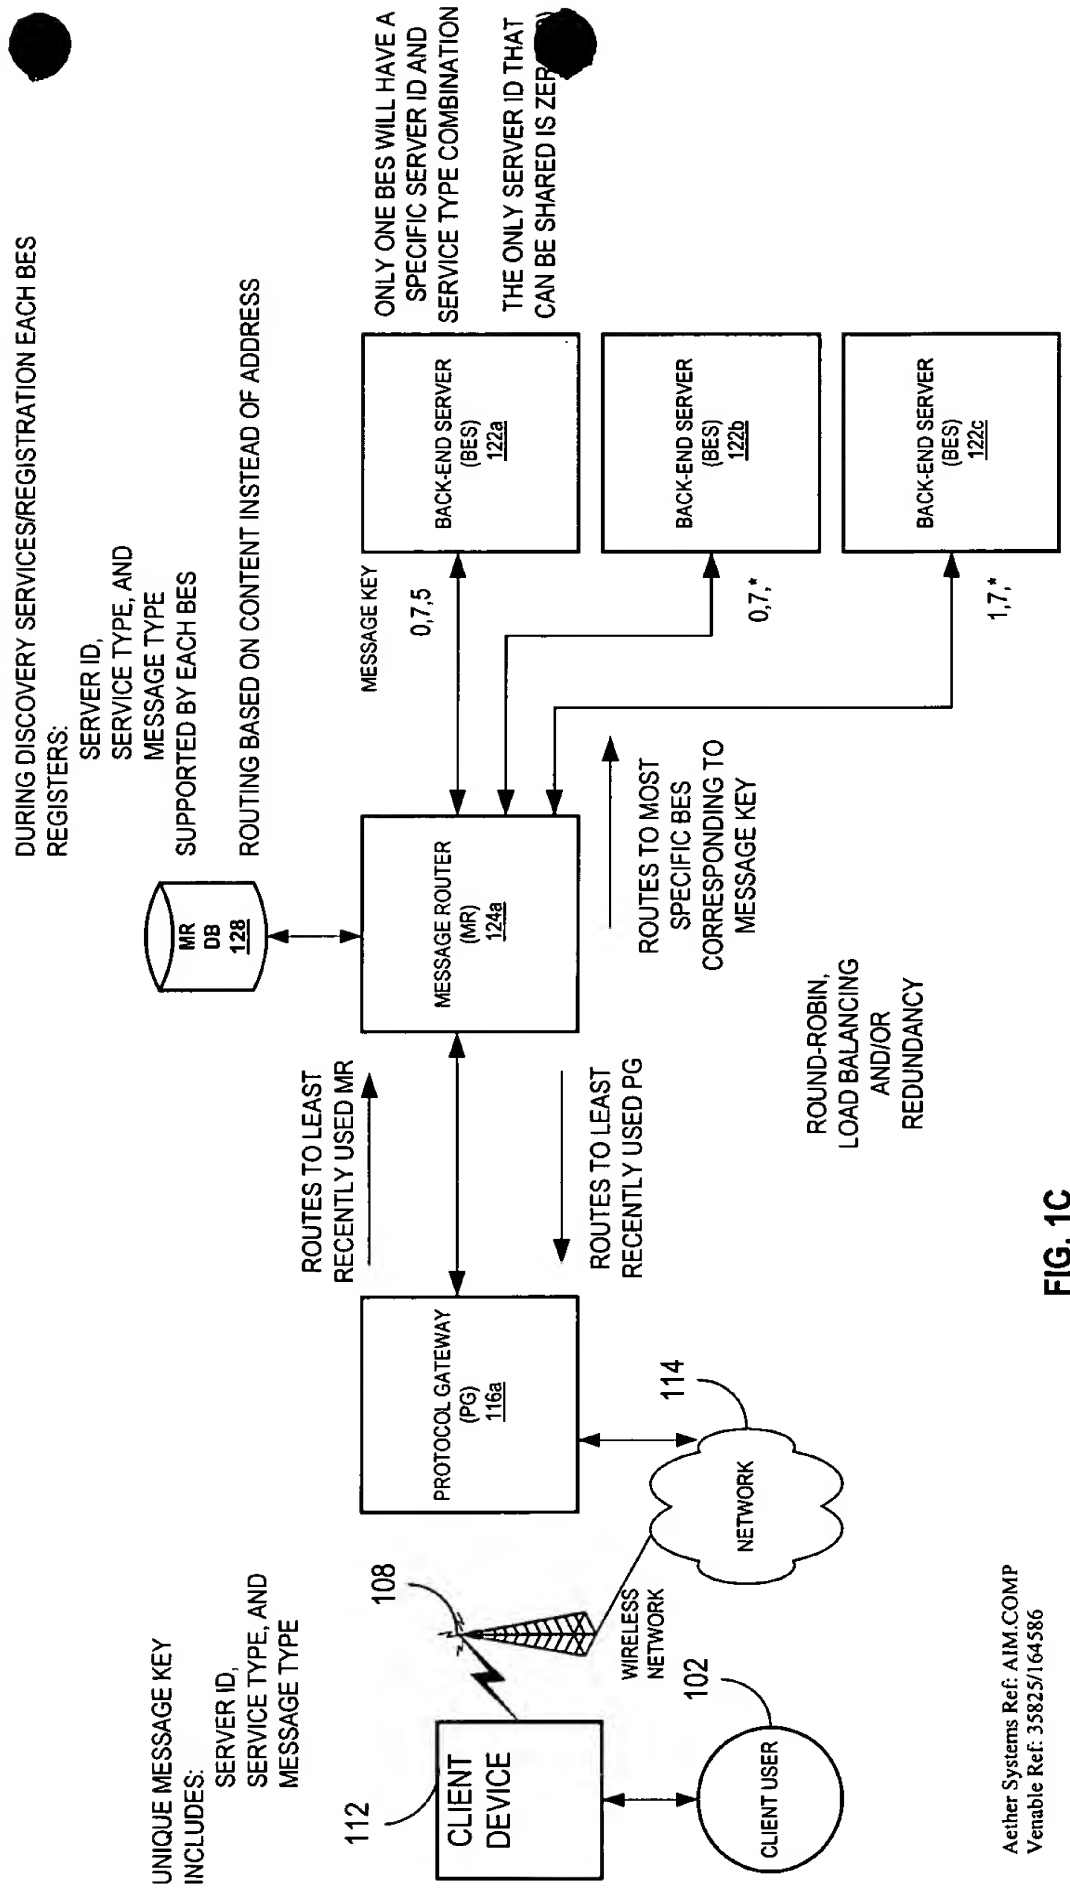 DURING DISCOVERY SERVICES/REGISTRATION EACH BES
REGISTERS:
SERVER ID,
SERVICE TYPE, AND
MESSAGE TYPE
SUPPORTED BY EACH BES
ROUTING BASED ON CONTENT INSTEAD OF ADDRESS
UNIQUE MESSAGE KEY
INCLUDES:
SERVER ID,
SERVICE TYPE, AND
MESSAGE TYPE
MR
DB
128
ONLY ONE BES WILL HAVE A
SPECIFIC SERVER ID AND
SERVICE TYPE COMBINATION
THE ONLY SERVER ID THAT
CAN BE SHARED IS
112
CLIENT
DEVICE
108
WIRELESS
NETWORK
102
CLIENT USER
114
NETWORK
PROTOCOL GATEWAY
(PG)
116a
ROUTES TO LEAST
RECENTLY USED MR
ROUTES TO LEAST
RECENTLY USED PG
MESSAGE ROUTER
(MR)
124a
ROUTES TO MOST
SPECIFIC BES
CORRESPONDING TO
MESSAGE KEY
ROUND-ROBIN,
LOAD BALANCING
AND/OR
REDUNDANCY
MESSAGE KEY
0,7,5
0,7,*
1,7,*
BACK-END SERVER
(BES)
122a
BACK-END SERVER
(BES)
122b
BACK-END SERVER
(BES)
122c
Aether Systems Ref: AIM.COMP
Venable Ref: 35825/164586
FIG. 1C